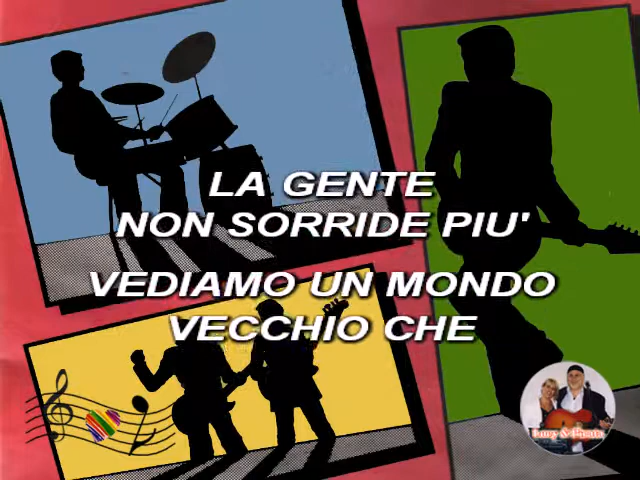 LA GENTE
NON SORRIDE PIU'
VEDIAMO UN MONDO
VECCHIO CHE